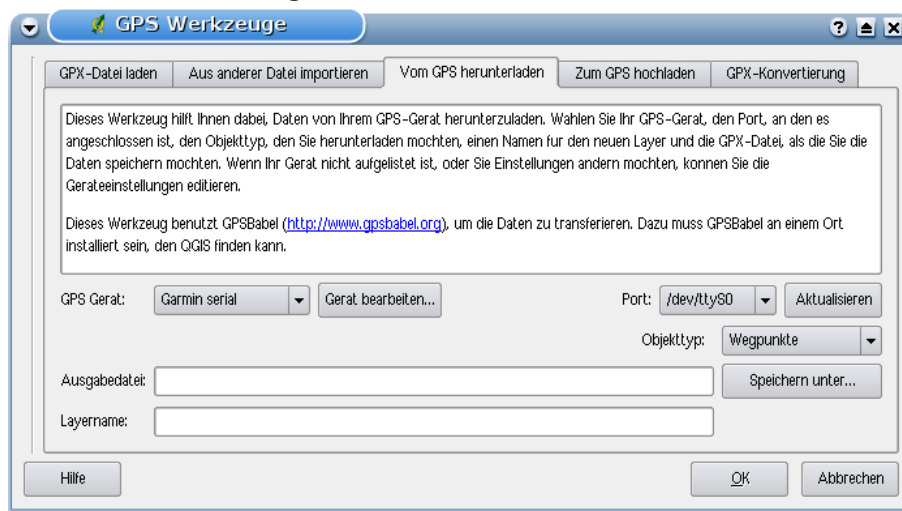 GPS Werkzeuge
GPX-Datei laden Aus anderer Datei importieren Vom GPS herunterladen Zum GPS hochladen GPX-Konvertierung
Dieses Werkzeug hilft Ihnen dabei, Daten von Ihrem GPS-Gerat herunterzuladen. Wahlen Sie Ihr GPS-Gerat, den Port, an den es
angeschlossen ist, den Objekttyp, den Sie herunterladen mochten, einen Namen fur den neuen Layer und die GPX-Datei, als die Sie die
Daten speichern mochten. Wenn Ihr Gerat nicht aufgelistet ist, oder Sie Einstellungen andern mochten, konnen Sie die
Gerateeinstellungen editieren.
Dieses Werkzeug benutzt GPSBabel (http://www.gpsbabel.org), um die Daten zu transferieren. Dazu muss GPSBabel an einem Ort
installiert sein, den QGIS finden kann.
GPS Gerat: Garmin serial Gerat bearbeiten... Port: /dev/ttyS0 Aktualisieren
Objekttyp: Wegpunkte
Ausgabedatei: Speichern unter...
Layername:
Hilfe OK Abbrechen